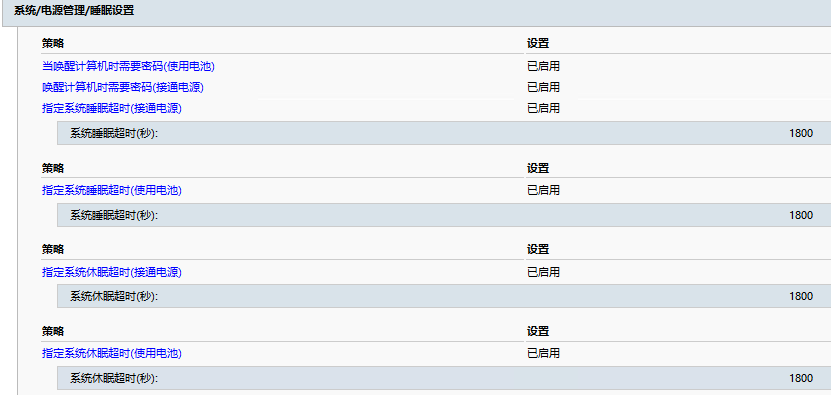 系统/电源管理/睡眠设置
策略 设置
当唤醒计算机时需要密码(使用电池) 已启用
唤醒计算机时需要密码(接通电源) 已启用
指定系统睡眠超时(接通电源) 已启用
系统睡眠超时(秒): 1800
策略 设置
指定系统睡眠超时(使用电池) 已启用
系统睡眠超时(秒): 1800
策略 设置
指定系统休眠超时(接通电源) 已启用
系统休眠超时(秒): 1800
策略 设置
指定系统休眠超时(使用电池) 已启用
系统休眠超时(秒): 1800